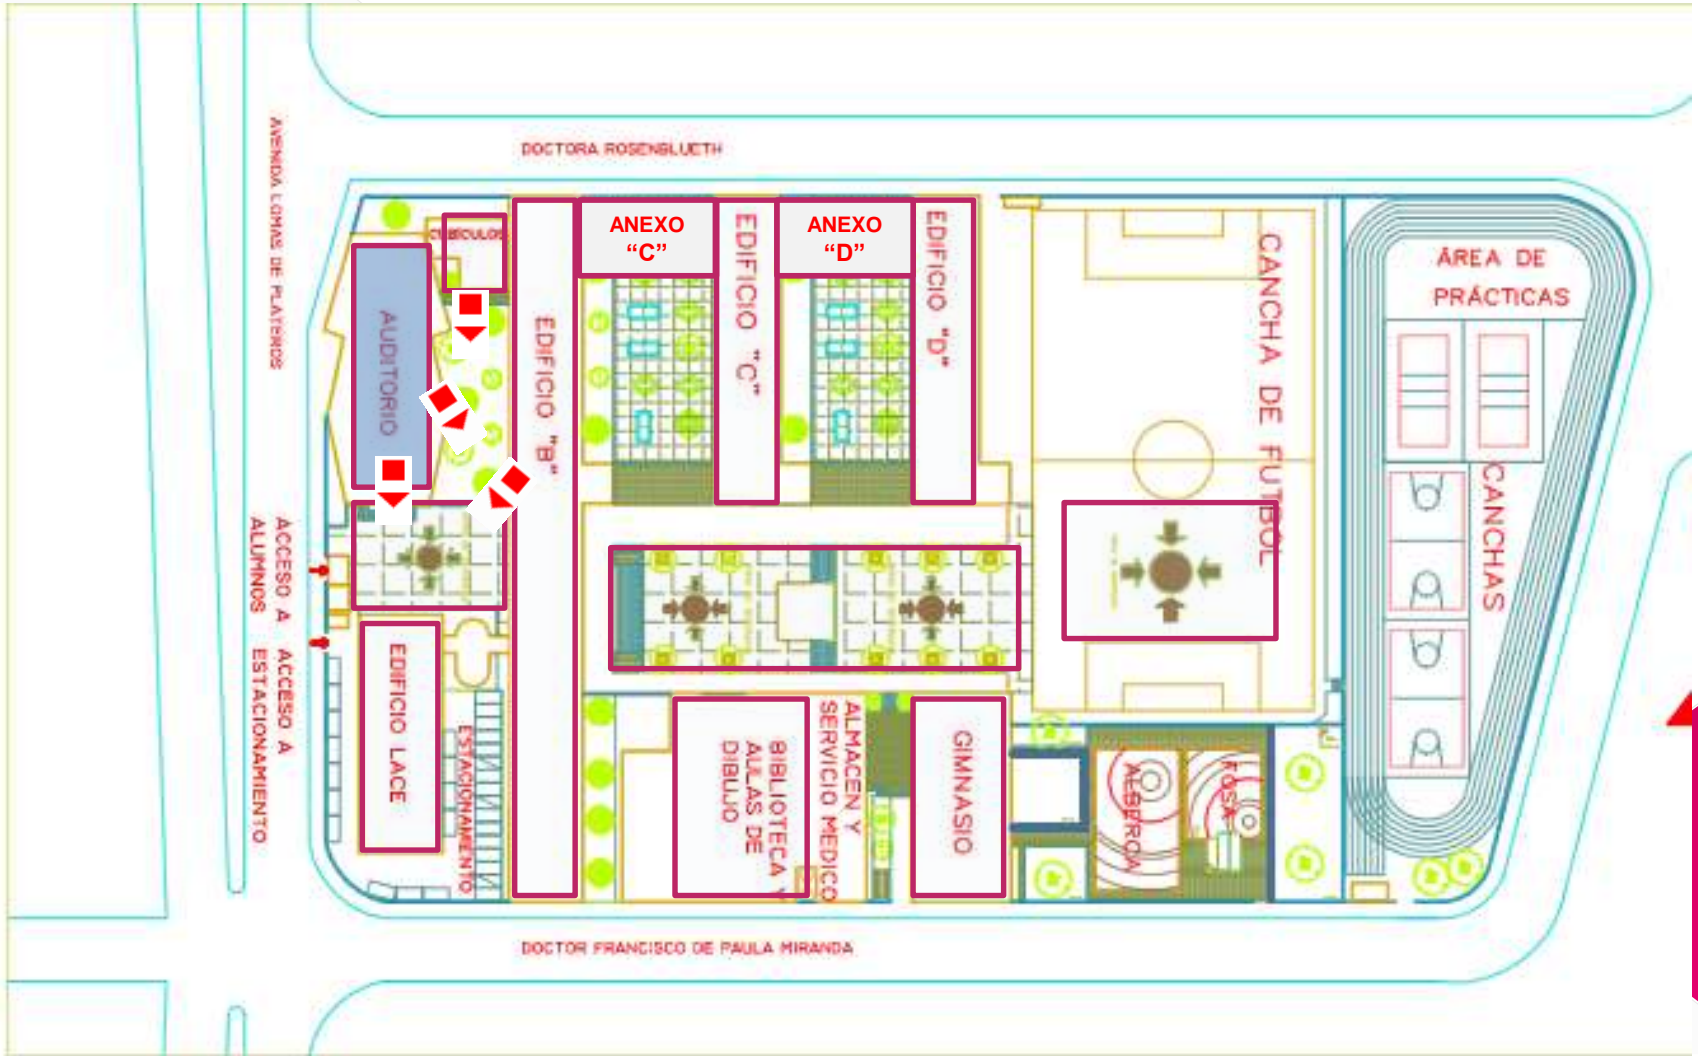 DOCTORA ROSENBLUETH
AVENIDA LOMAS DE PLATEROS
CUBICULOS
AUDITORIO
EDIFICIO "B"
ANEXO
“C”
EDIFICIO "C"
ANEXO
“D”
EDIFICIO "D"
CANCHA DE FUTBOL
ÁREA DE
PRÁCTICAS
CANCHAS
ACCESO A
ALUMNOS
ACCESO A
ESTACIONAMIENTO
EDIFICIO LACE
ESTACIONAMIENTO
BIBLIOTECA Y
AULAS DE
DIBUJO
ALMACEN Y
SERVICIO MEDICO
GIMNASIO
ALBERCA
FOSA
DOCTOR FRANCISCO DE PAULA MIRANDA